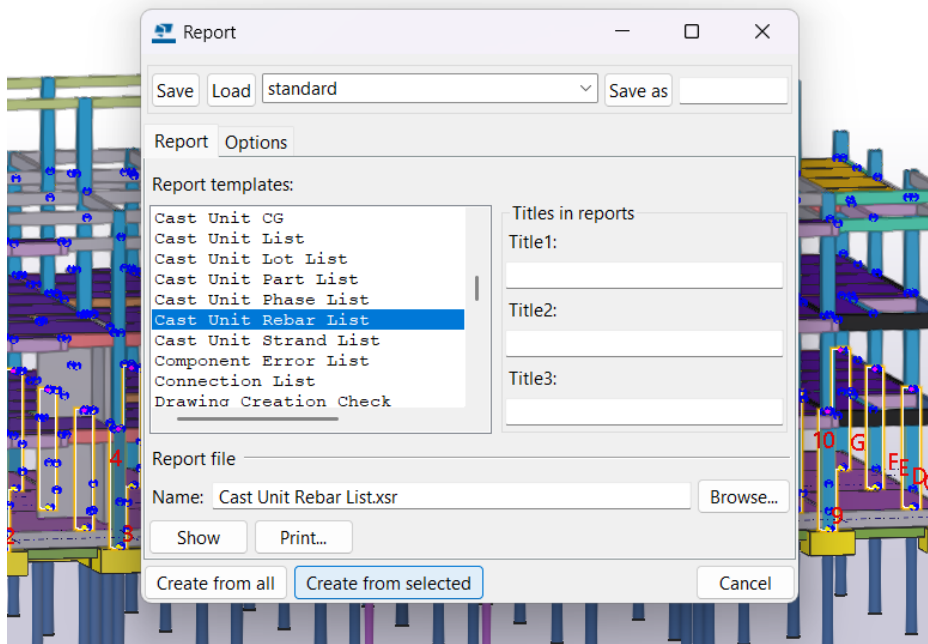 Report
Save Load standard Save as
Report Options
Report templates:
Cast Unit CG
Cast Unit List
Cast Unit Lot List
Cast Unit Part List
Cast Unit Phase List
Cast Unit Rebar List
Cast Unit Strand List
Component Error List
Connection List
Drawing Creation Check
Titles in reports
Title1:
Title2:
Title3:
Report file
Name: Cast Unit Rebar List.xsr Browse...
Show Print...
Create from all Create from selected Cancel
4
10 G E E D
9